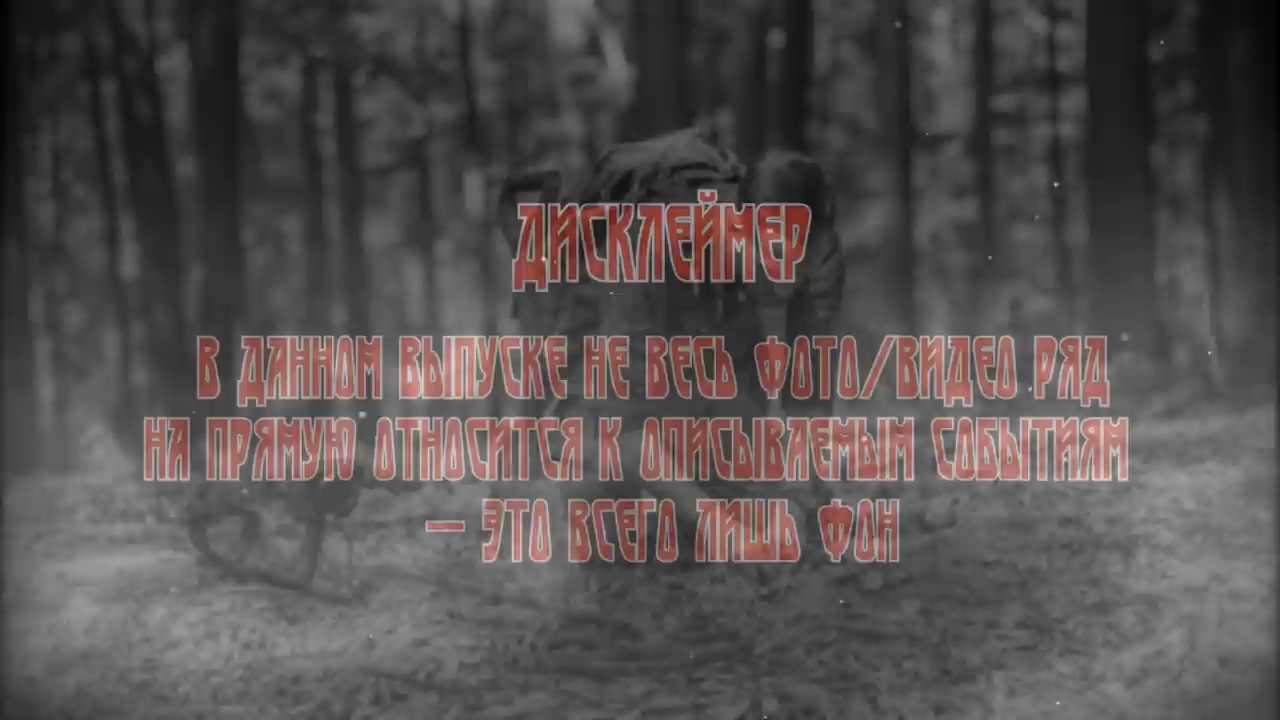 ДИСКЛЕЙМЕР
В ДАННОМ ВЫПУСКЕ НЕ ВЕСЬ ФОТО/ВИДЕО РЯД
НА ПРЯМУЮ ОТНОСИТСЯ К ОПИСЫВАЕМЫМ СОБЫТИЯМ
— ЭТО ВСЕГО ЛИШЬ ФОН